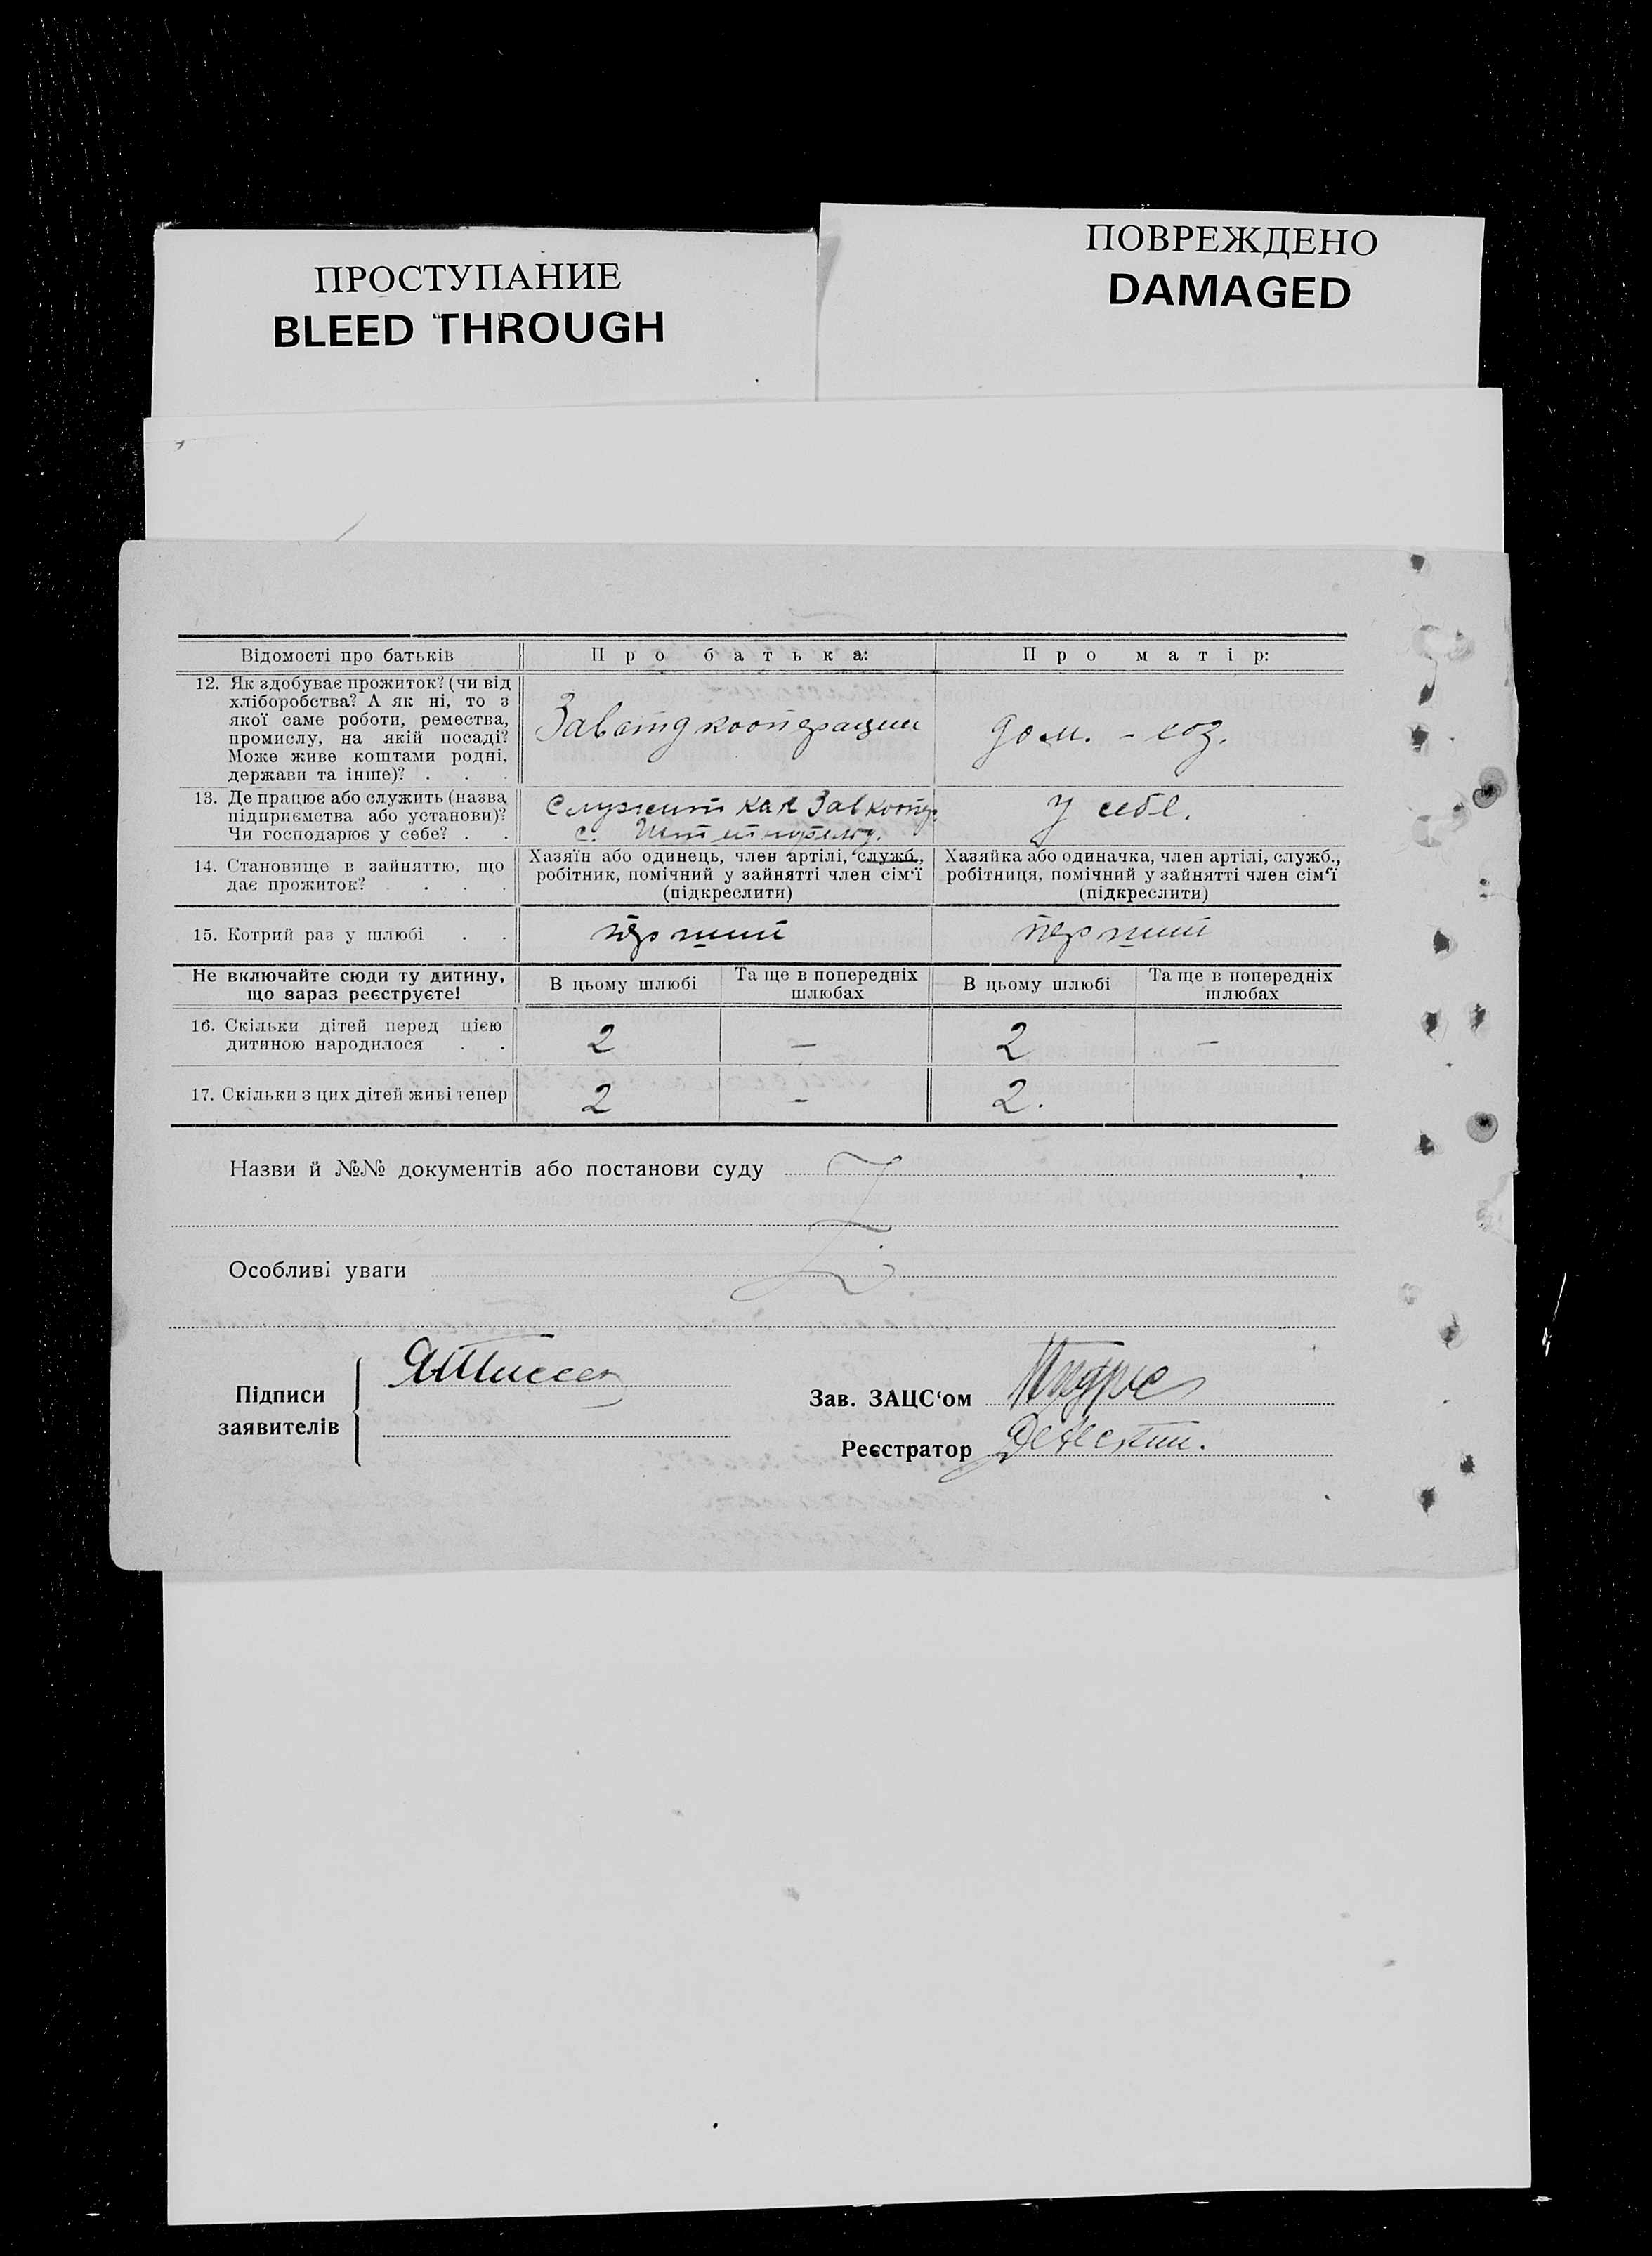 ПРОСТУПАНИЕ
BLEED THROUGH
ПОВРЕЖДЕНО
DAMAGED
Відомості про батьків
Про батька:
Про матір:
12. Як здобуває прожиток? (чи від
хліборобства? А як ні, то з
якої саме роботи, ремества,
промислу, на якій посаді?
Може живе коштами родні,
держави та інше)? . . .
кооперации
дом. - хоз.
13. Де працює або служить (назва
підприємства або установи)?
Чи господарює у себе? . .
Служит как Завкооп.
с.
У себе.
14. Становище в зайняттю, що
дає прожиток? . . . .
Хазяїн або одинець, член артілі, служб.,
робітник, помічний у зайнятті член сім'ї
(підкреслити)
Хазяйка або одиначка, член артілі, служб.,
робітниця, помічний у зайнятті член сім'ї
(підкреслити)
15. Котрий раз у шлюбі . .
перший
перший
Не включайте сюди ту дитину,
що зараз реєструєте!
В цьому шлюбі
Та ще в попередніх
шлюбах
В цьому шлюбі
Та ще в попередніх
шлюбах
16. Скільки дітей перед цією
дитиною народилося . .
2 — 2 —
17. Скільки з цих дітей живі тепер
2 - 2.
Назви й №№ документів або постанови суду
Особливі уваги
Підписи
заявителів
Зав. ЗАЦС'ом
Реєстратор